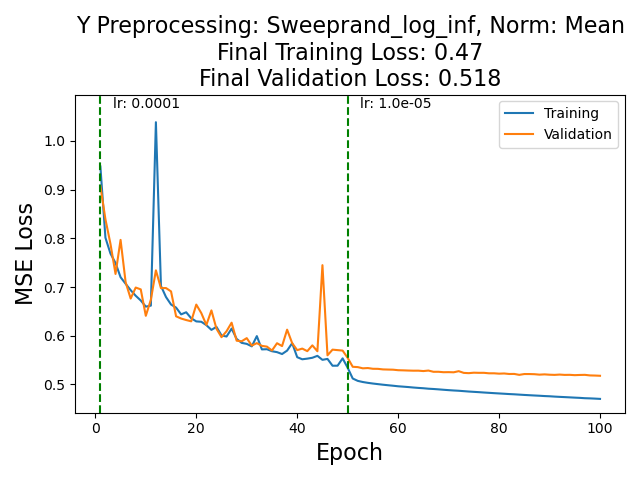 Y Preprocessing: Sweeprand_log_inf, Norm: Mean
Final Training Loss: 0.47
Final Validation Loss: 0.518
lr: 0.0001
lr: 1.0e-05
Training
Validation
MSE Loss
1.0
0.9
0.8
0.7
0.6
0.5
0
20
40
60
80
100
Epoch